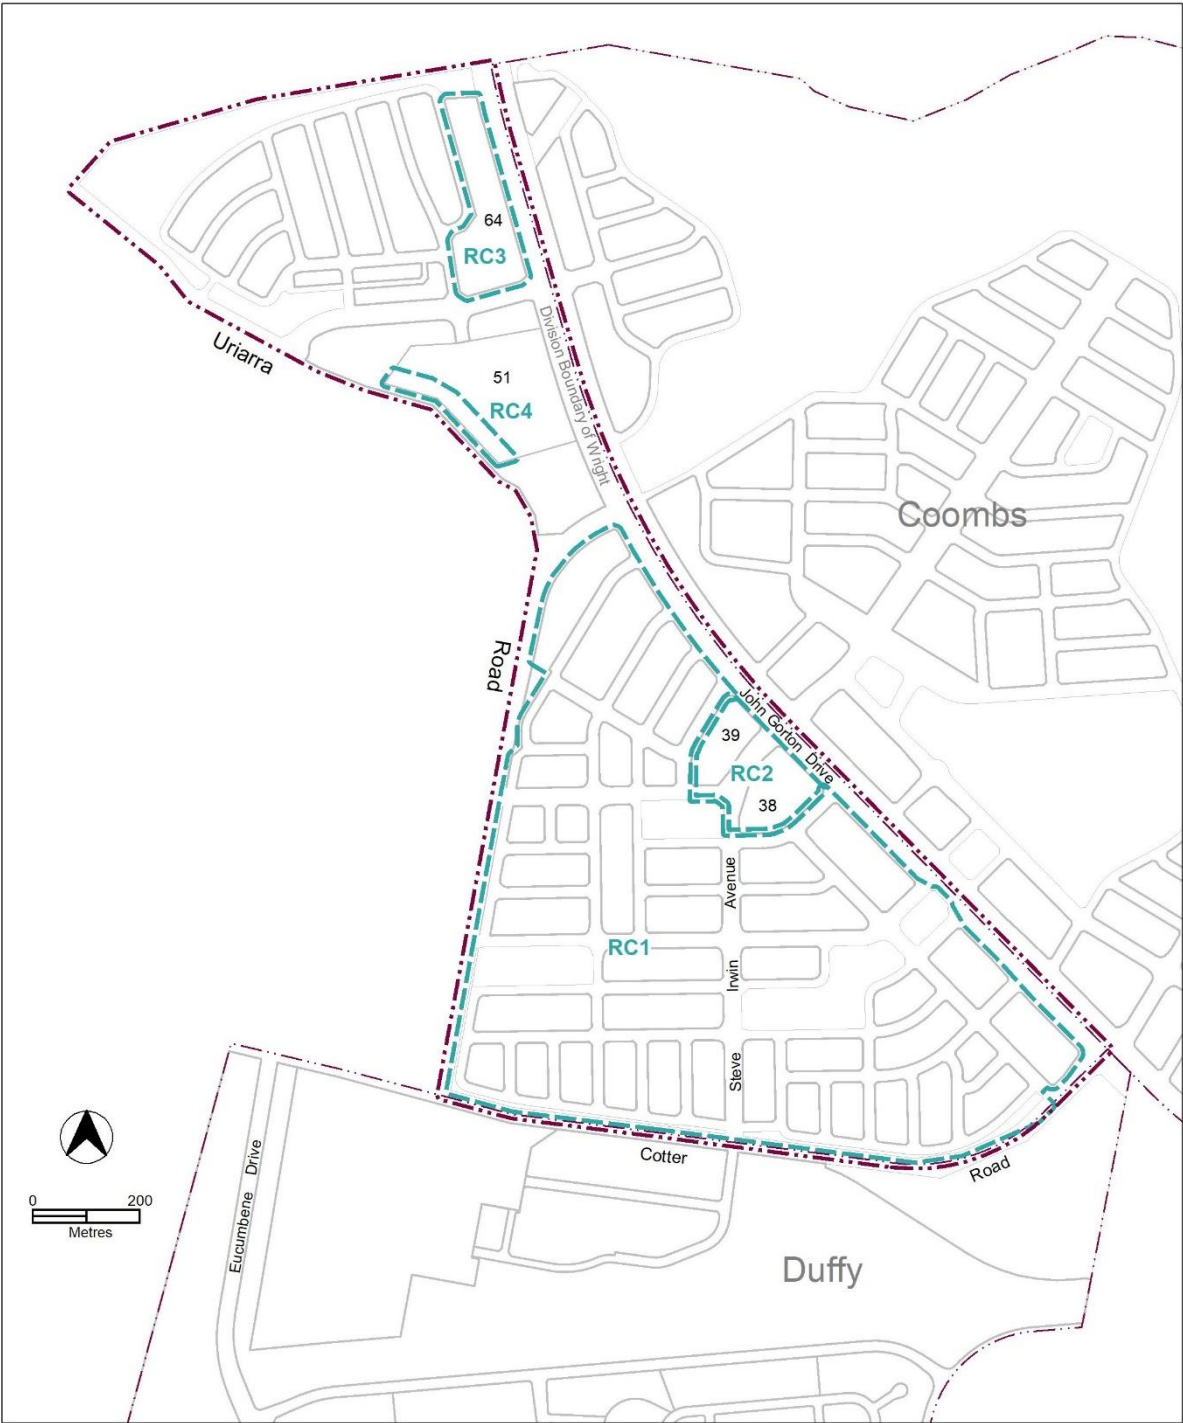 64
RC3
Division Boundary of Wright
Uriarra
51
RC4
Coombs
Road
John Gorton Drive
39
RC2
38
Avenue
RC1
Irwin
Steve
Cotter
Road
Eucumbene Drive
0 200
Metres
Duffy